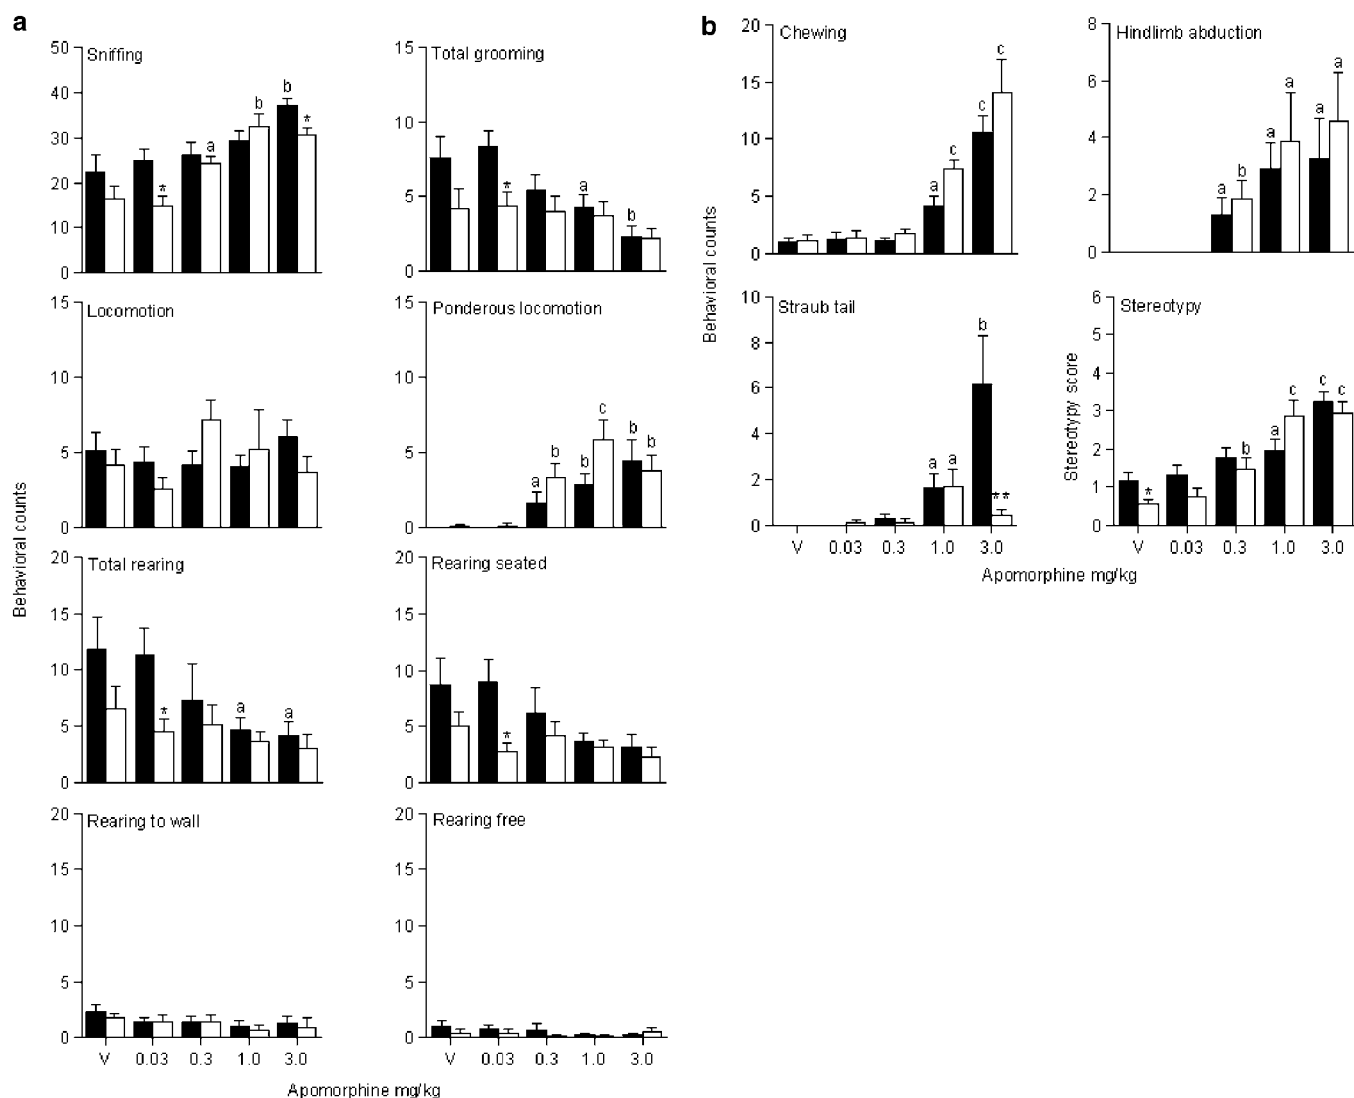 a
Sniffing
50
40
30
20
10
0
*
a
b
b
*
Total grooming
15
10
5
0
*
a
b
Locomotion
15
10
5
0
Ponderous locomotion
15
10
5
0
a
b
b
c
b
b
Behavioral counts
Total rearing
20
15
10
5
0
*
a
a
Rearing seated
20
15
10
5
0
*
Rearing to wall
20
15
10
5
0
V 0.03 0.3 1.0 3.0
Rearing free
20
15
10
5
0
V 0.03 0.3 1.0 3.0
Apomorphine mg/kg
b
Chewing
20
15
10
5
0
a
c
c
c
Hindlimb abduction
8
6
4
2
0
a
b
a
a
a
a
Behavioral counts
Straub tail
10
8
6
4
2
0
a
a
b
**
V 0.03 0.3 1.0 3.0
Stereotypy
Stereotypy score
6
5
4
3
2
1
0
*
b
a
c
c
c
V 0.03 0.3 1.0 3.0
Apomorphine mg/kg